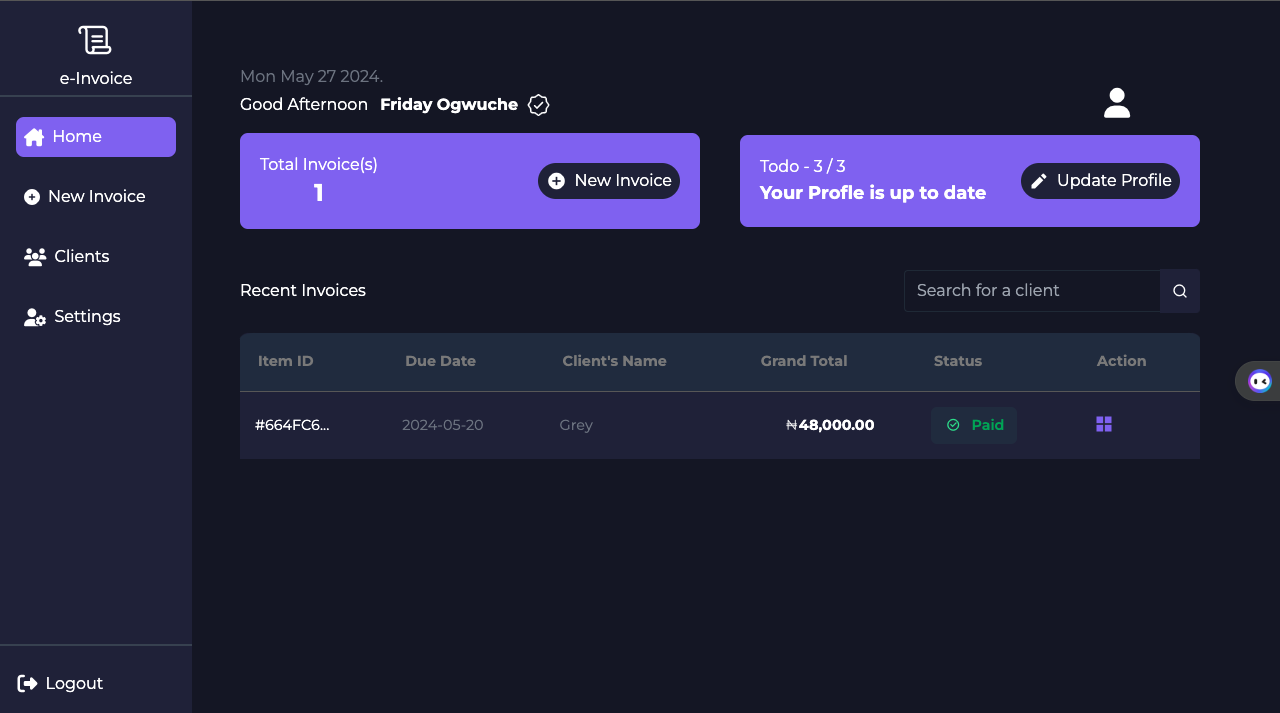 e-Invoice
Home
New Invoice
Clients
Settings
Logout
Mon May 27 2024.
Good Afternoon Friday Ogwuche
Total Invoice(s)
1
New Invoice
Todo - 3 / 3
Your Profle is up to date
Update Profile
Recent Invoices
Search for a client
Item ID Due Date Client's Name Grand Total Status Action
#664FC6... 2024-05-20 Grey ₦48,000.00 Paid